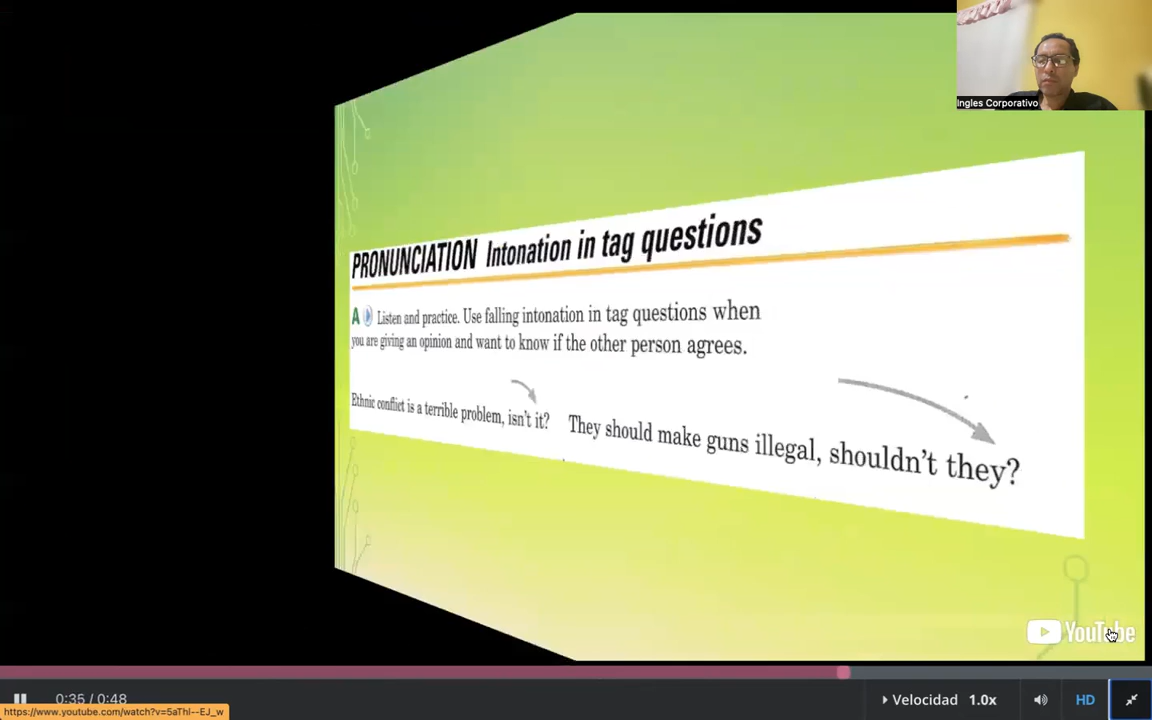 Ingles Corporativo
PRONUNCIATION Intonation in tag questions
A Listen and practice. Use falling intonation in tag questions when
you are giving an opinion and want to know if the other person agrees.
Ethnic conflict is a terrible problem, isn't it? They should make guns illegal, shouldn't they?
YouTube
0:35 / 0:48
Velocidad 1.0x
HD
https://www.youtube.com/watch?v=5aThI--EJ_w